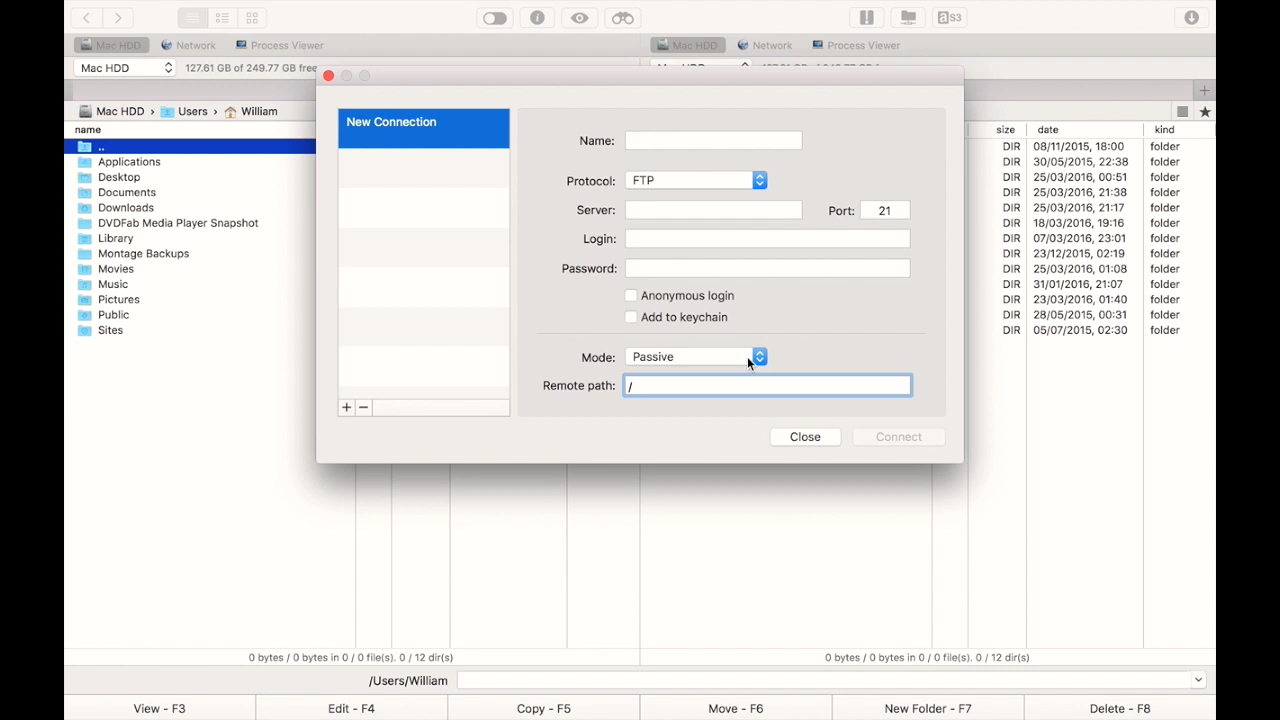 a s3
Mac HDD Network Process Viewer Mac HDD Network Process Viewer
Mac HDD 127.61 GB of 249.77 GB free
Mac HDD › Users › William
name size date kind
.. DIR 08/11/2015, 18:00 folder
Applications DIR 30/05/2015, 22:38 folder
Desktop DIR 25/03/2016, 00:51 folder
Documents DIR 25/03/2016, 21:38 folder
Downloads DIR 25/03/2016, 21:17 folder
DVDFab Media Player Snapshot DIR 18/03/2016, 19:16 folder
Library DIR 07/03/2016, 23:01 folder
Montage Backups DIR 23/12/2015, 02:19 folder
Movies DIR 25/03/2016, 01:08 folder
Music DIR 31/01/2016, 21:07 folder
Pictures DIR 23/03/2016, 01:40 folder
Public DIR 28/05/2015, 00:31 folder
Sites DIR 05/07/2015, 02:30 folder
New Connection
Name:
Protocol: FTP
Server: Port: 21
Login:
Password:
Anonymous login
Add to keychain
Mode: Passive
Remote path: /
+ −
Close Connect
0 bytes / 0 bytes in 0 / 0 file(s). 0 / 12 dir(s) 0 bytes / 0 bytes in 0 / 0 file(s). 0 / 12 dir(s)
/Users/William
View - F3 Edit - F4 Copy - F5 Move - F6 New Folder - F7 Delete - F8